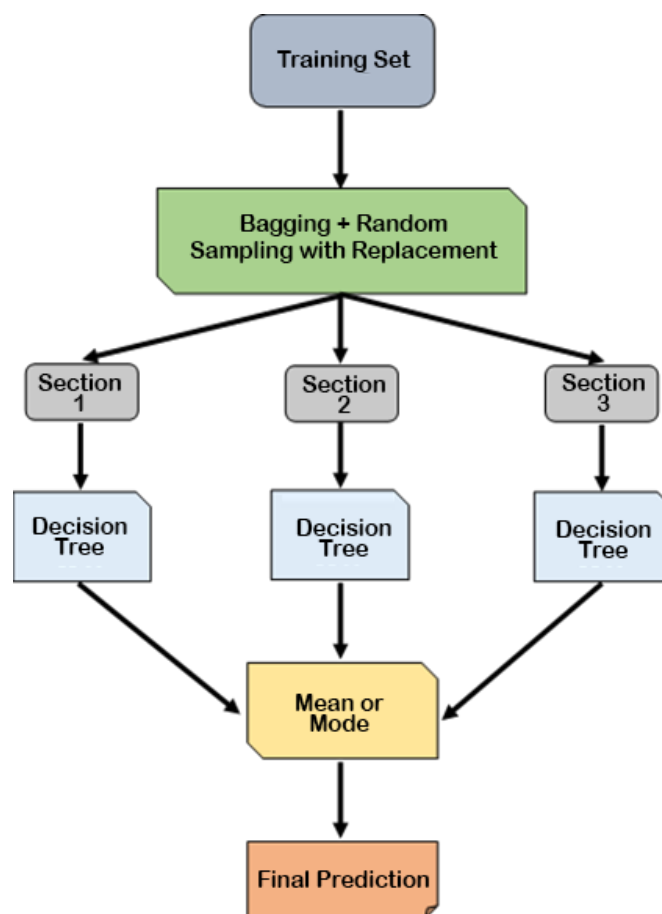 Training Set
Bagging + Random
Sampling with Replacement
Section
1
Section
2
Section
3
Decision
Tree
Decision
Tree
Decision
Tree
Mean or
Mode
Final Prediction